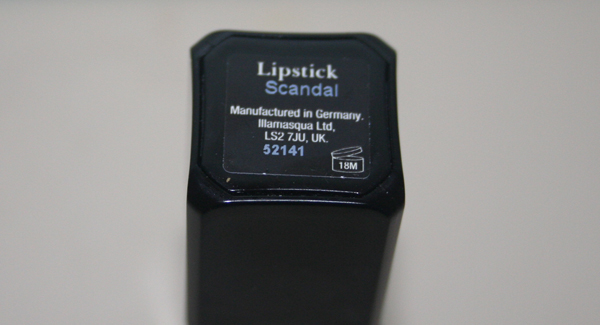 Lipstick
Scandal
Manufactured in Germany.
Illamasqua Ltd,
LS2 7JU, UK.
52141
18M